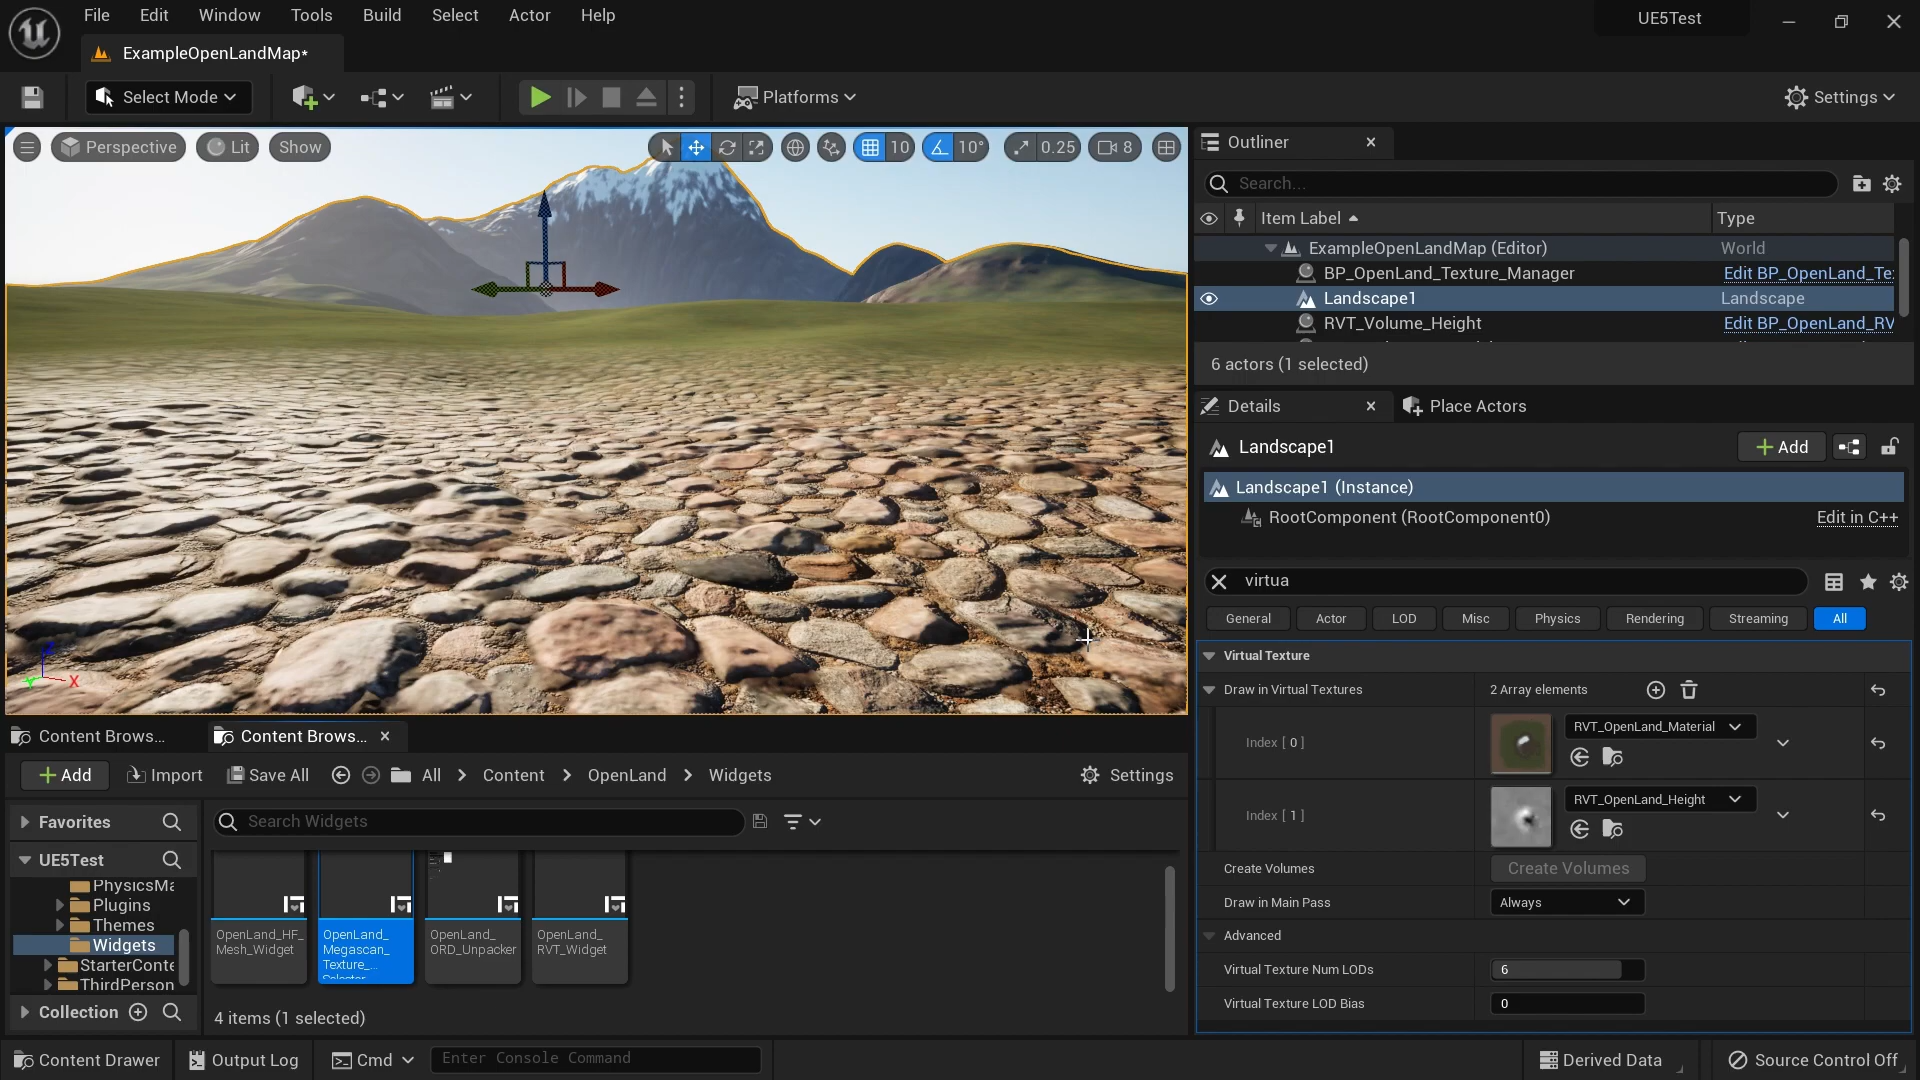 File Edit Window Tools Build Select Actor Help
UE5Test
ExampleOpenLandMap*
Select Mode
Platforms
Settings
Perspective Lit Show
10 10° 0.25 8
Outliner
Search...
Item Label Type
ExampleOpenLandMap (Editor) World
BP_OpenLand_Texture_Manager Edit BP_OpenLand_Te
Landscape1 Landscape
RVT_Volume_Height Edit BP_OpenLand_RV
6 actors (1 selected)
Details Place Actors
Landscape1 Add
Landscape1 (Instance)
RootComponent (RootComponent0) Edit in C++
virtua
General Actor LOD Misc Physics Rendering Streaming All
Virtual Texture
Draw in Virtual Textures 2 Array elements
Index [ 0 ] RVT_OpenLand_Material
Index [ 1 ] RVT_OpenLand_Height
Create Volumes Create Volumes
Draw in Main Pass Always
Advanced
Virtual Texture Num LODs 6
Virtual Texture LOD Bias 0
Z
Y X
Content Brows... Content Brows...
Add Import Save All All > Content > OpenLand > Widgets Settings
Favorites
Search Widgets
UE5Test
PhysicsMa
Plugins
Themes
Widgets
StarterConte
ThirdPerson
Collection
OpenLand_HF_
Mesh_Widget
OpenLand_
Megascan_
Texture_...
Selector
OpenLand_
ORD_Unpacker
OpenLand_
RVT_Widget
4 items (1 selected)
Content Drawer Output Log Cmd Enter Console Command Derived Data Source Control Off